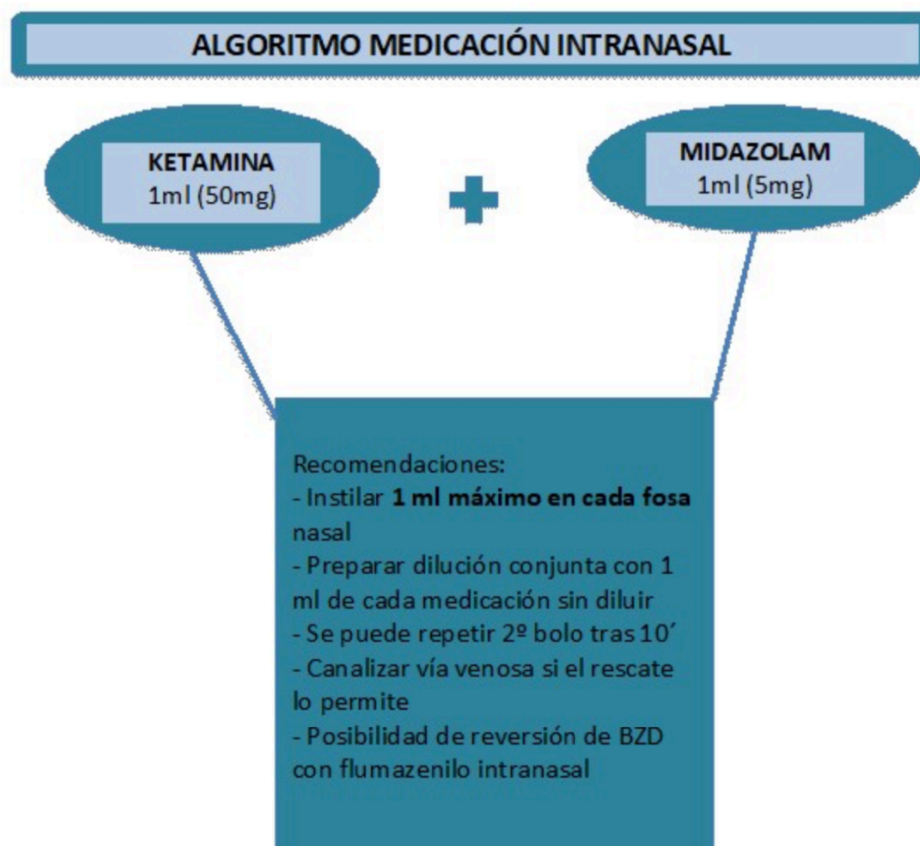 ALGORITMO MEDICACIÓN INTRANASAL
KETAMINA
1ml (50mg)
MIDAZOLAM
1ml (5mg)
Recomendaciones:
- Instilar 1 ml máximo en cada fosa
nasal
- Preparar dilución conjunta con 1
ml de cada medicación sin diluir
- Se puede repetir 2º bolo tras 10´
- Canalizar vía venosa si el rescate
lo permite
- Posibilidad de reversión de BZD
con flumazenilo intranasal